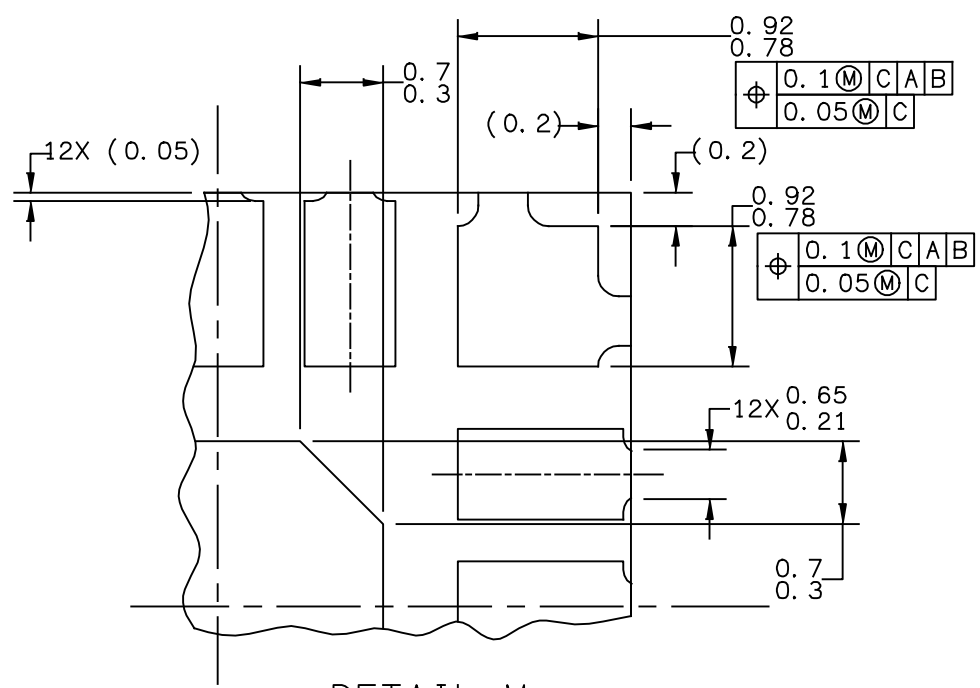 0.92
0.78
0.1Ⓜ C A B
0.05Ⓜ C
0.7
0.3
(0.2)
12X (0.05)
(0.2)
0.92
0.78
0.1Ⓜ C A B
0.05Ⓜ C
12X 0.65
0.21
0.7
0.3
DETAIL M